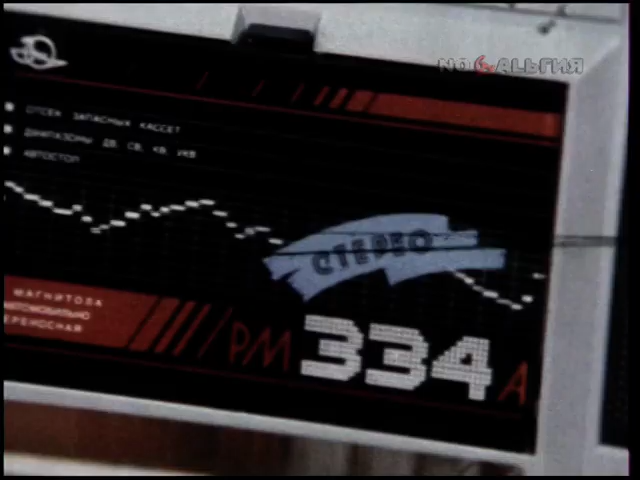 НОСТАЛЬГИЯ
ОТСЕК ЗАПАСНЫХ КАССЕТ
ДИАПАЗОНЫ ДВ, СВ, КВ, УКВ
АВТОСТОП
СТЕРЕО
МАГНИТОЛА
АВТОМОБИЛЬНО
ПЕРЕНОСНАЯ
РМ 334 А